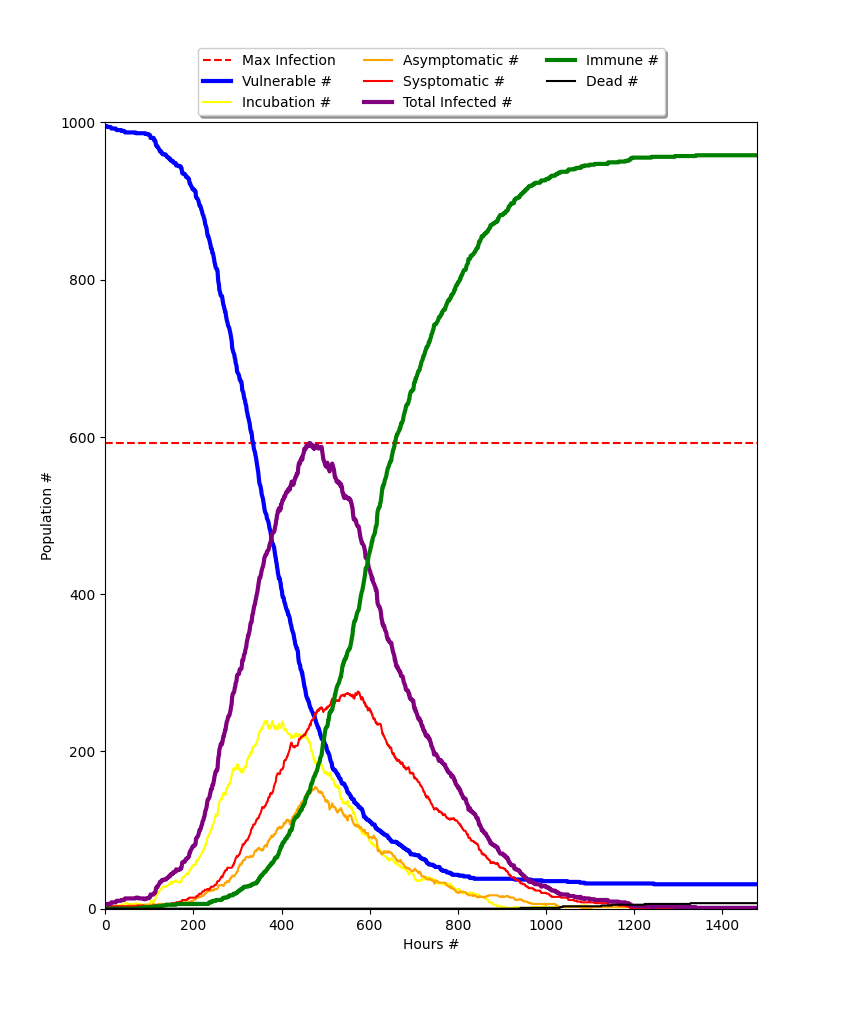 Max Infection Asymptomatic # Immune #
Vulnerable # Sysptomatic # Dead #
Incubation # Total Infected #
1000
800
600
400
200
0
Population #
0 200 400 600 800 1000 1200 1400
Hours #